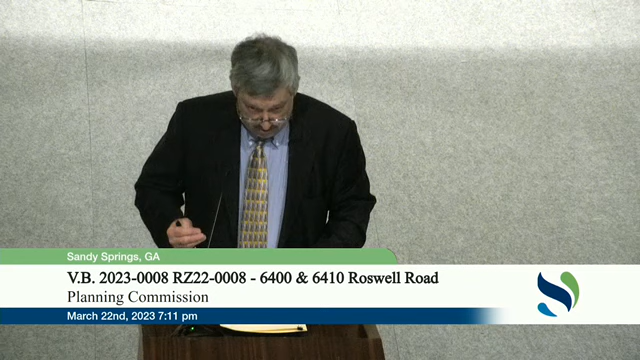 Sandy Springs, GA
V.B. 2023-0008 RZ22-0008 - 6400 & 6410 Roswell Road
Planning Commission
March 22nd, 2023 7:11 pm